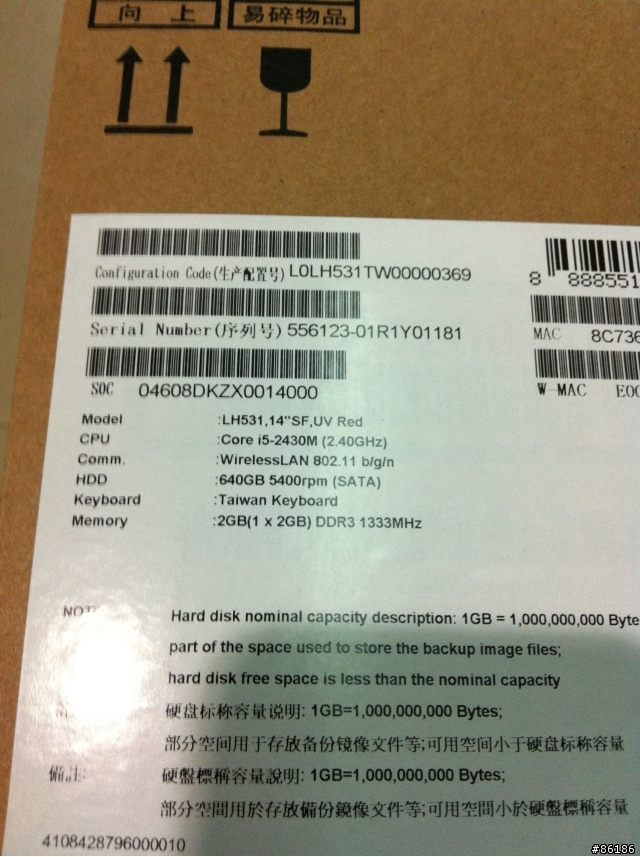 向 上 易碎物品
Configuration Code(生产配置号) L0LH531TW00000369
8 888551
Serial Number(序列号) 556123-01R1Y01181
MAC 8C736
SOC 04608DKZX0014000
W-MAC E0C
Model :LH531,14"SF,UV Red
CPU :Core i5-2430M (2.40GHz)
Comm. :WirelessLAN 802.11 b/g/n
HDD :640GB 5400rpm (SATA)
Keyboard :Taiwan Keyboard
Memory :2GB(1 x 2GB) DDR3 1333MHz
Hard disk nominal capacity description: 1GB = 1,000,000,000 Byte
part of the space used to store the backup image files;
hard disk free space is less than the nominal capacity
硬盘标称容量说明: 1GB=1,000,000,000 Bytes;
部分空间用于存放备份镜像文件等;可用空间小于硬盘标称容量
備註: 硬盤標稱容量說明: 1GB=1,000,000,000 Bytes;
部分空間用於存放備份鏡像文件等;可用空間小於硬盤標稱容量
4108428796000010
#86186